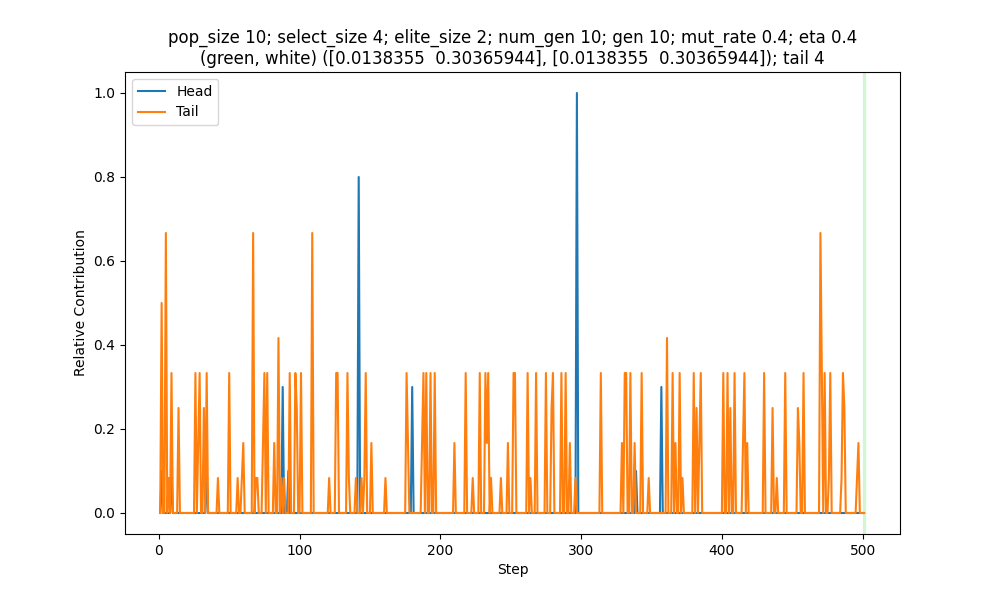 pop_size 10; select_size 4; elite_size 2; num_gen 10; gen 10; mut_rate 0.4; eta 0.4
(green, white) ([0.0138355  0.30365944], [0.0138355  0.30365944]); tail 4
Head
Tail
1.0
0.8
0.6
0.4
0.2
0.0
Relative Contribution
0
100
200
300
400
500
Step